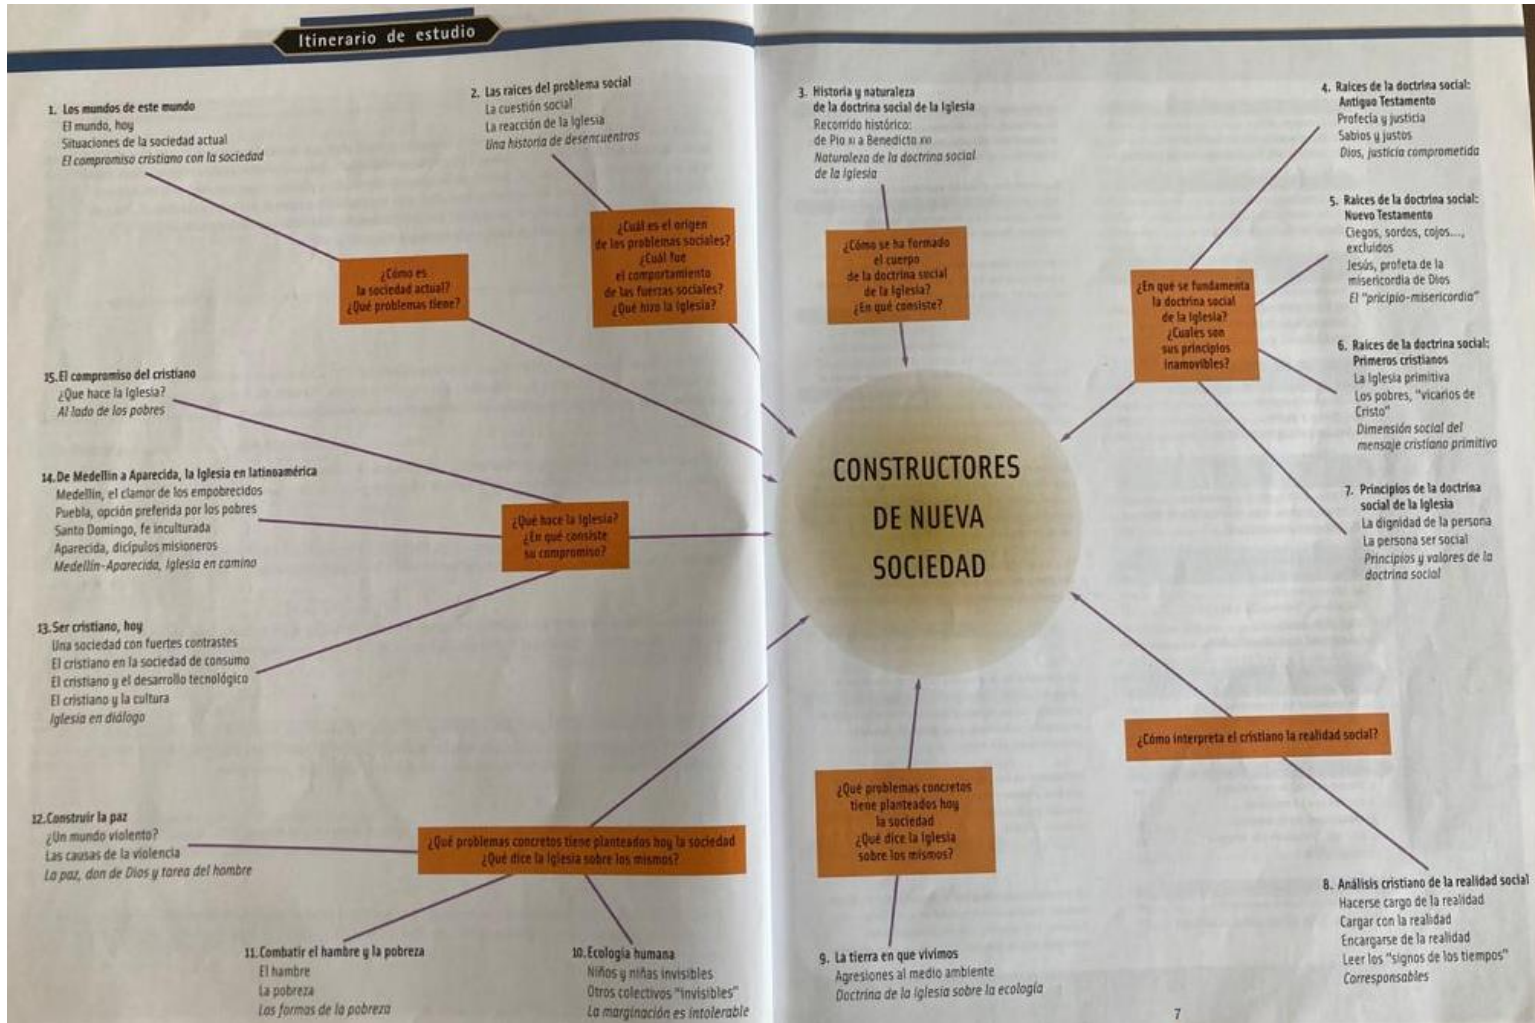 Itinerario de estudio
1. Los mundos de este mundo
El mundo, hoy
Situaciones de la sociedad actual
El compromiso cristiano con la sociedad
2. Las raices del problema social
La cuestión social
La reacción de la Iglesia
Una historia de desencuentros
3. Historia y naturaleza
de la doctrina social de la Iglesia
Recorrido histórico:
de Pío XI a Benedicto XVI
Naturaleza de la doctrina social
de la Iglesia
4. Raíces de la doctrina social:
Antiguo Testamento
Profecía y justicia
Sabios y justos
Dios, justicia comprometida
5. Raíces de la doctrina social:
Nuevo Testamento
Ciegos, sordos, cojos...,
excluidos
Jesús, profeta de la
misericordia de Dios
El "pricipio-misericordia"
6. Raíces de la doctrina social:
Primeros cristianos
La Iglesia primitiva
Los pobres, "vicarios de
Cristo"
Dimensión social del
mensaje cristiano primitivo
7. Principios de la doctrina
social de la Iglesia
La dignidad de la persona
La persona ser social
Principios y valores de la
doctrina social
¿Cómo es
la sociedad actual?
¿Qué problemas tiene?
¿Cuál es el origen
de los problemas sociales?
¿Cuál fue
el comportamiento
de las fuerzas sociales?
¿Qué hizo la Iglesia?
¿Cómo se ha formado
el cuerpo
de la doctrina social
de la Iglesia?
¿En qué consiste?
¿En qué se fundamenta
la doctrina social
de la Iglesia?
¿Cuales son
sus principios
inamovibles?
CONSTRUCTORES
DE NUEVA
SOCIEDAD
15. El compromiso del cristiano
¿Que hace la Iglesia?
Al lado de los pobres
14. De Medellín a Aparecida, la Iglesia en latinoamérica
Medellín, el clamor de los empobrecidos
Puebla, opción preferida por los pobres
Santo Domingo, fe inculturada
Aparecida, dicípulos misioneros
Medellín-Aparecida, Iglesia en camino
¿Qué hace la Iglesia?
¿En qué consiste
su compromiso?
13. Ser cristiano, hoy
Una sociedad con fuertes contrastes
El cristiano en la sociedad de consumo
El cristiano y el desarrollo tecnológico
El cristiano y la cultura
Iglesia en diálogo
¿Cómo interpreta el cristiano la realidad social?
¿Qué problemas concretos
tiene planteados hoy
la sociedad
¿Qué dice la Iglesia
sobre los mismos?
12. Construir la paz
¿Un mundo violento?
Las causas de la violencia
La paz, don de Dios y tarea del hombre
¿Qué problemas concretos tiene planteados hoy la sociedad
¿Qué dice la Iglesia sobre los mismos?
11. Combatir el hambre y la pobreza
El hambre
La pobreza
Las formas de la pobreza
10. Ecología humana
Niños y niñas invisibles
Otros colectivos "invisibles"
La marginación es intolerable
9. La tierra en que vivimos
Agresiones al medio ambiente
Doctrina de la iglesia sobre la ecología
8. Análisis cristiano de la realidad social
Hacerse cargo de la realidad
Cargar con la realidad
Encargarse de la realidad
Leer los "signos de los tiempos"
Corresponsables
7